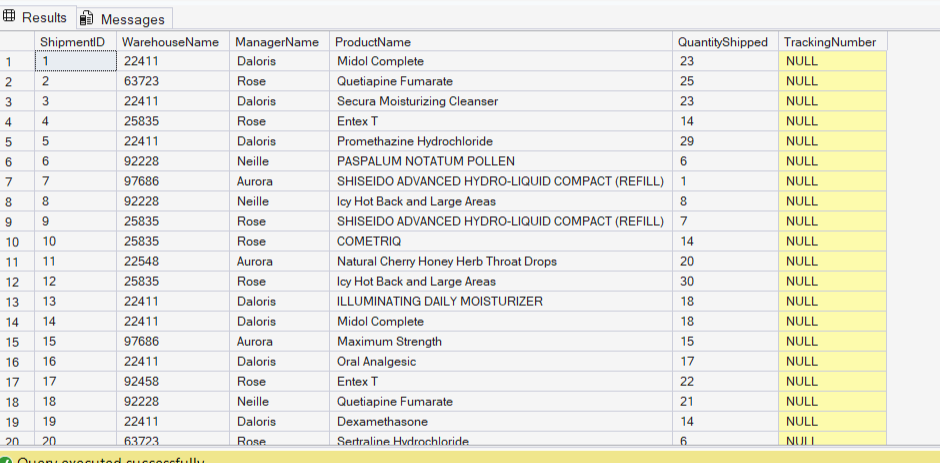 Results Messages
ShipmentID WarehouseName ManagerName ProductName QuantityShipped TrackingNumber
1 1 22411 Daloris Midol Complete 23 NULL
2 2 63723 Rose Quetiapine Fumarate 25 NULL
3 3 22411 Daloris Secura Moisturizing Cleanser 23 NULL
4 4 25835 Rose Entex T 14 NULL
5 5 22411 Daloris Promethazine Hydrochloride 29 NULL
6 6 92228 Neille PASPALUM NOTATUM POLLEN 6 NULL
7 7 97686 Aurora SHISEIDO ADVANCED HYDRO-LIQUID COMPACT (REFILL) 1 NULL
8 8 92228 Neille Icy Hot Back and Large Areas 8 NULL
9 9 25835 Rose SHISEIDO ADVANCED HYDRO-LIQUID COMPACT (REFILL) 7 NULL
10 10 25835 Rose COMETRIQ 14 NULL
11 11 22548 Aurora Natural Cherry Honey Herb Throat Drops 20 NULL
12 12 25835 Rose Icy Hot Back and Large Areas 30 NULL
13 13 22411 Daloris ILLUMINATING DAILY MOISTURIZER 18 NULL
14 14 22411 Daloris Midol Complete 18 NULL
15 15 97686 Aurora Maximum Strength 15 NULL
16 16 22411 Daloris Oral Analgesic 17 NULL
17 17 92458 Rose Entex T 22 NULL
18 18 92228 Neille Quetiapine Fumarate 21 NULL
19 19 22411 Daloris Dexamethasone 14 NULL
20 20 63723 Rose Sertraline Hydrochloride 6 NULL
Query executed successfully